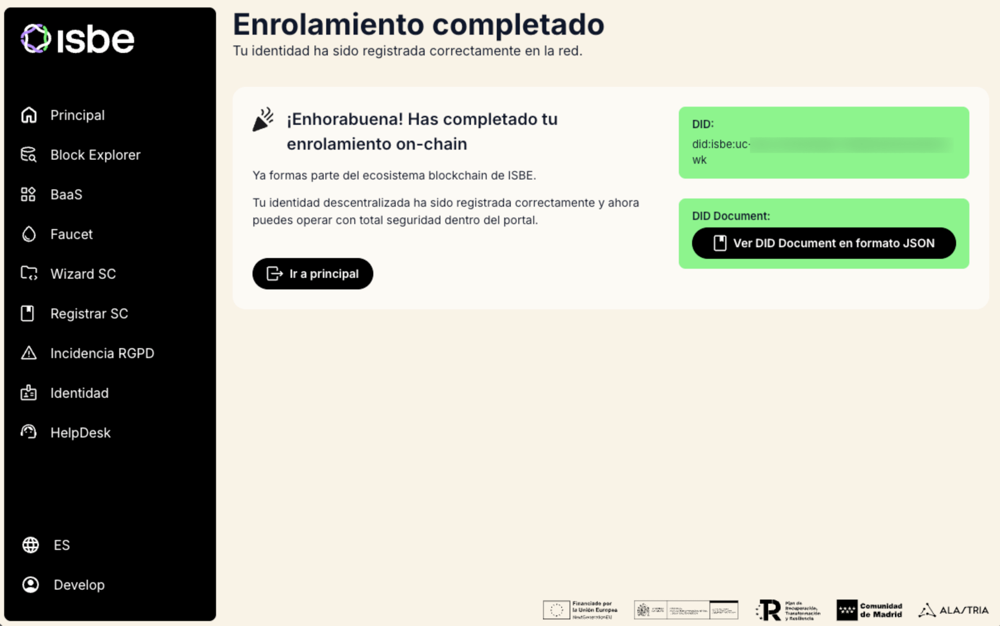 isbe
Principal
Block Explorer
BaaS
Faucet
Wizard SC
Registrar SC
Incidencia RGPD
Identidad
HelpDesk
ES
Develop
Enrolamiento completado
Tu identidad ha sido registrada correctamente en la red.
¡Enhorabuena! Has completado tu
enrolamiento on-chain
Ya formas parte del ecosistema blockchain de ISBE.
Tu identidad descentralizada ha sido registrada correctamente y ahora
puedes operar con total seguridad dentro del portal.
Ir a principal
DID:
did:isbe:uc-
wk
DID Document:
Ver DID Document en formato JSON
Financiado por
la Unión Europea
NextGenerationEU
R
Plan de
Recuperación,
Transformación
y Resiliencia
Comunidad
de Madrid
ALASTRIA